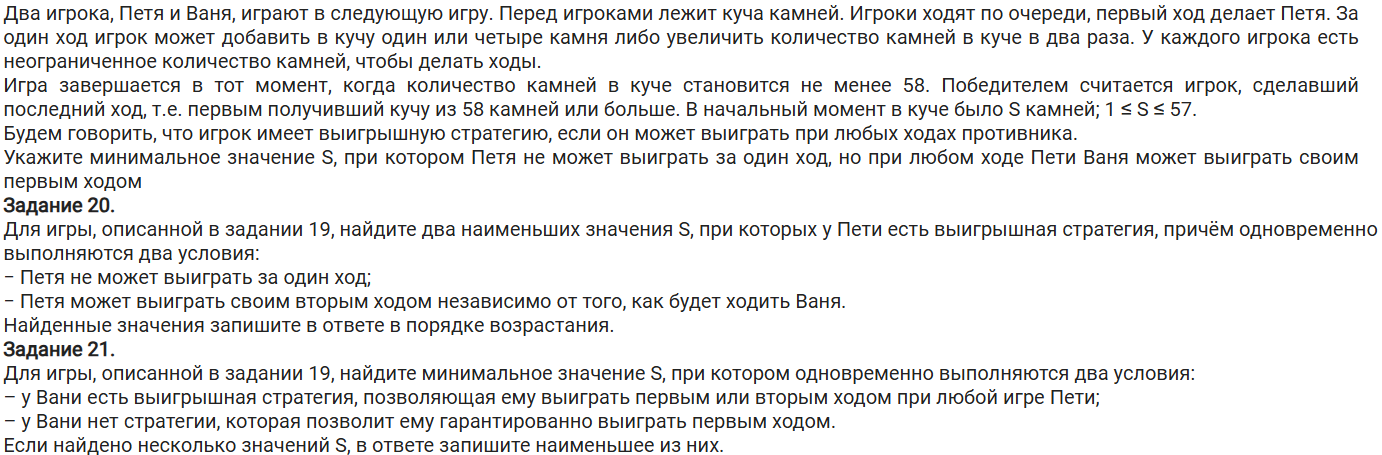 Два игрока, Петя и Ваня, играют в следующую игру. Перед игроками лежит куча камней. Игроки ходят по очереди, первый ход делает Петя. За
один ход игрок может добавить в кучу один или четыре камня либо увеличить количество камней в куче в два раза. У каждого игрока есть
неограниченное количество камней, чтобы делать ходы.
Игра завершается в тот момент, когда количество камней в куче становится не менее 58. Победителем считается игрок, сделавший
последний ход, т.е. первым получивший кучу из 58 камней или больше. В начальный момент в куче было S камней; 1 ≤ S ≤ 57.
Будем говорить, что игрок имеет выигрышную стратегию, если он может выиграть при любых ходах противника.
Укажите минимальное значение S, при котором Петя не может выиграть за один ход, но при любом ходе Пети Ваня может выиграть своим
первым ходом
Задание 20.
Для игры, описанной в задании 19, найдите два наименьших значения S, при которых у Пети есть выигрышная стратегия, причём одновременно
выполняются два условия:
− Петя не может выиграть за один ход;
− Петя может выиграть своим вторым ходом независимо от того, как будет ходить Ваня.
Найденные значения запишите в ответе в порядке возрастания.
Задание 21.
Для игры, описанной в задании 19, найдите минимальное значение S, при котором одновременно выполняются два условия:
– у Вани есть выигрышная стратегия, позволяющая ему выиграть первым или вторым ходом при любой игре Пети;
– у Вани нет стратегии, которая позволит ему гарантированно выиграть первым ходом.
Если найдено несколько значений S, в ответе запишите наименьшее из них.